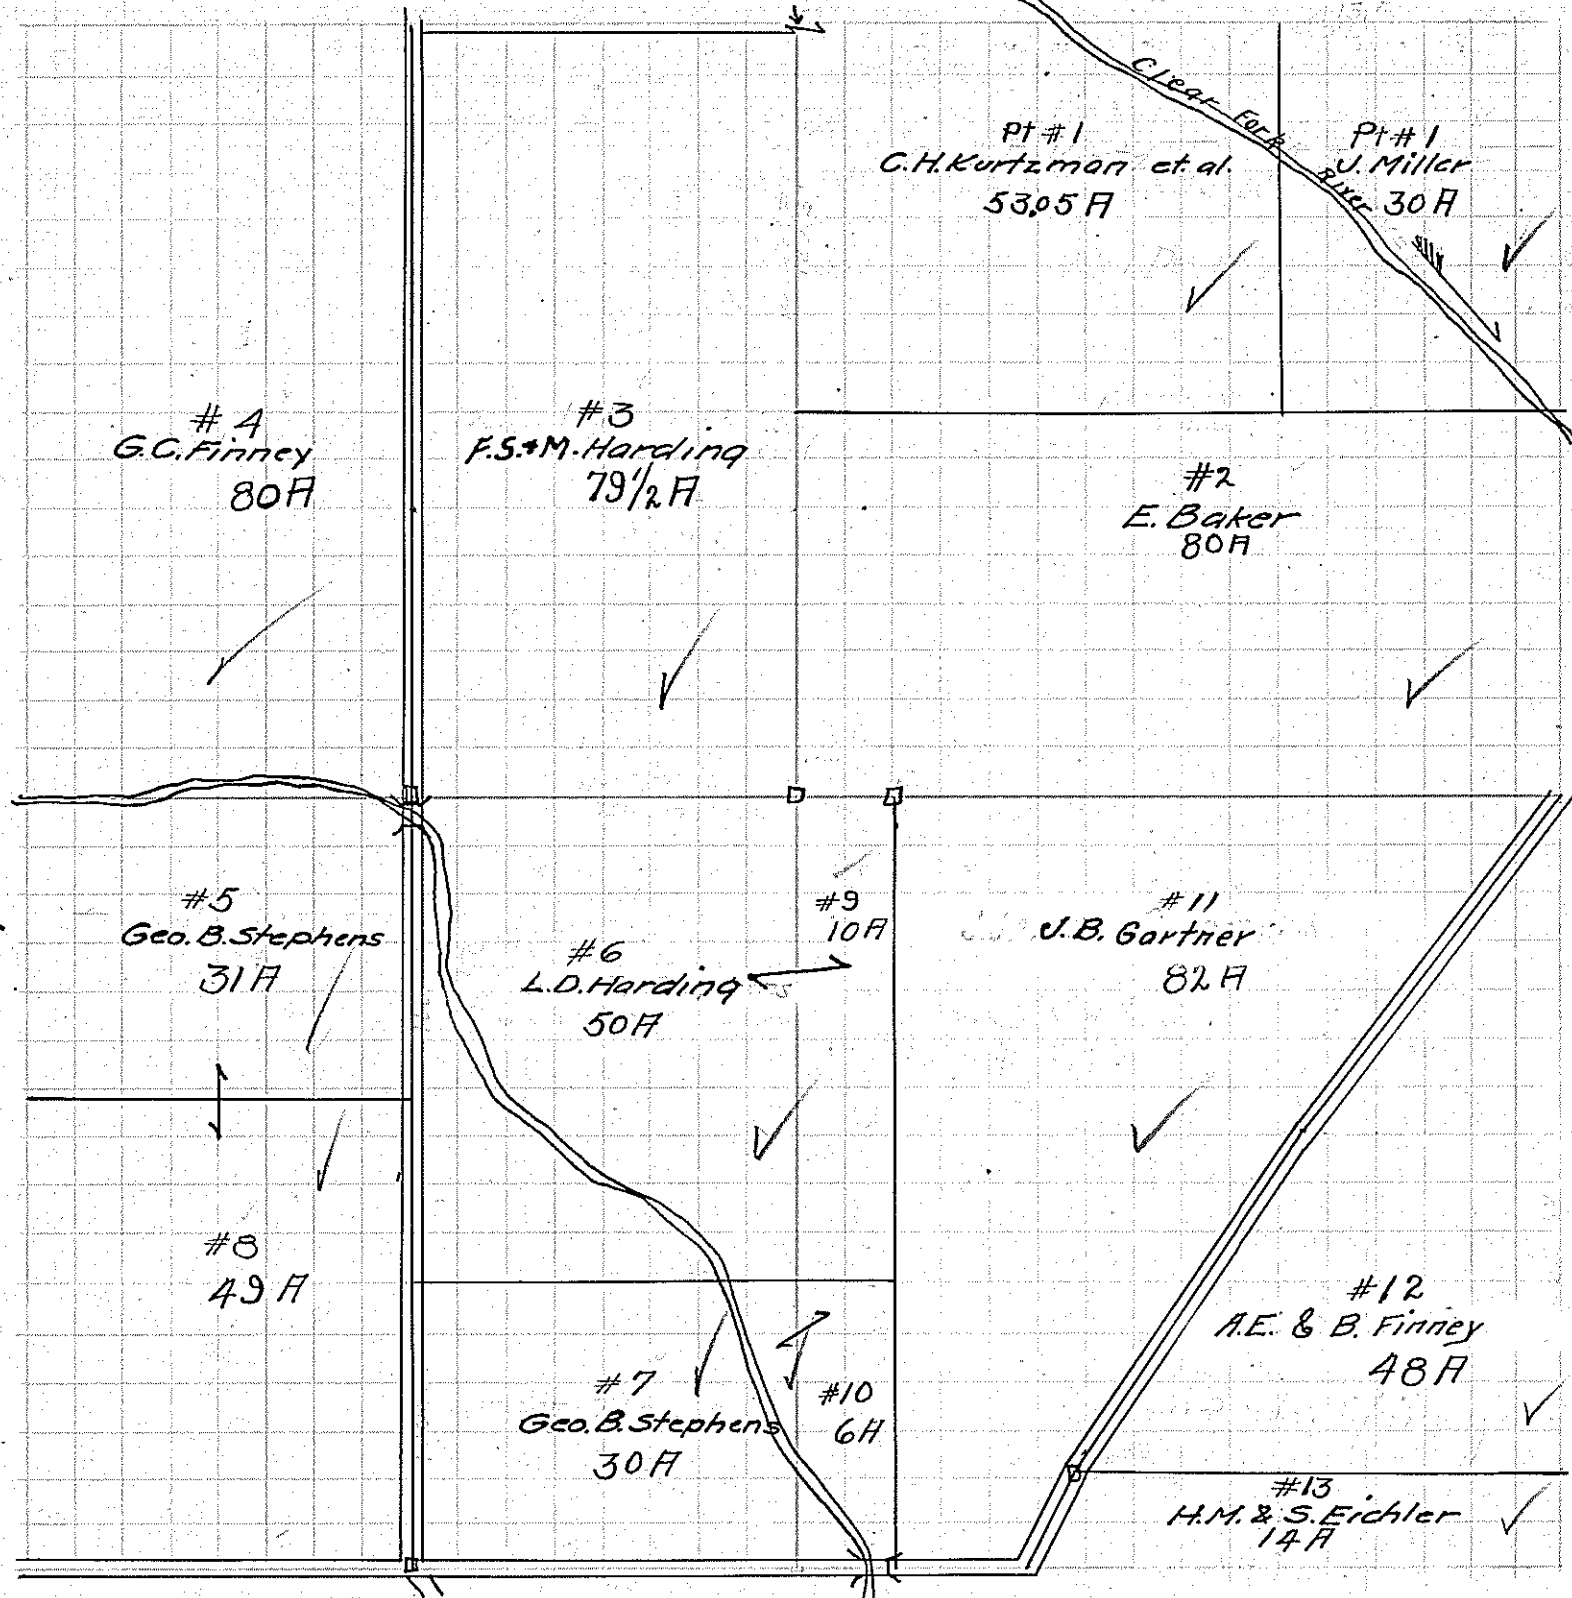 Pt #1
C.H. Kurtzman et. al.
53.05 A
Clear Fork River
Pt #1
J. Miller
30 A
#4
G.C. Finney
80 A
#3
F.S. + M. Harding
79 1/2 A
#2
E. Baker
80 A
#5
Geo. B. Stephens
31 A
#6
L.D. Harding
50 A
#9
10 A
#11
J.B. Gartner
82 A
#8
49 A
#7
Geo. B. Stephens
30 A
#10
6 A
#12
A.E. & B. Finney
48 A
#13
H.M. & S. Eichler
14 A